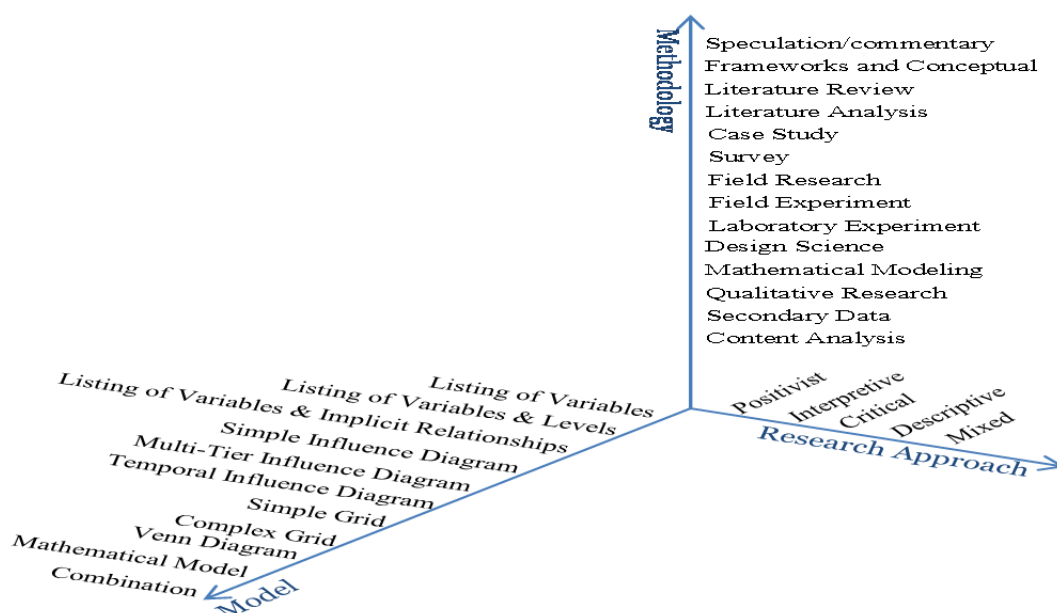 Methodology
Speculation/commentary
Frameworks and Conceptual
Literature Review
Literature Analysis
Case Study
Survey
Field Research
Field Experiment
Laboratory Experiment
Design Science
Mathematical Modeling
Qualitative Research
Secondary Data
Content Analysis
Positivist
Interpretive
Critical
Descriptive
Mixed
Research Approach
Listing of Variables
Listing of Variables & Levels
Listing of Variables & Implicit Relationships
Simple Influence Diagram
Multi-Tier Influence Diagram
Temporal Influence Diagram
Simple Grid
Complex Grid
Venn Diagram
Mathematical Model
Combination
Model